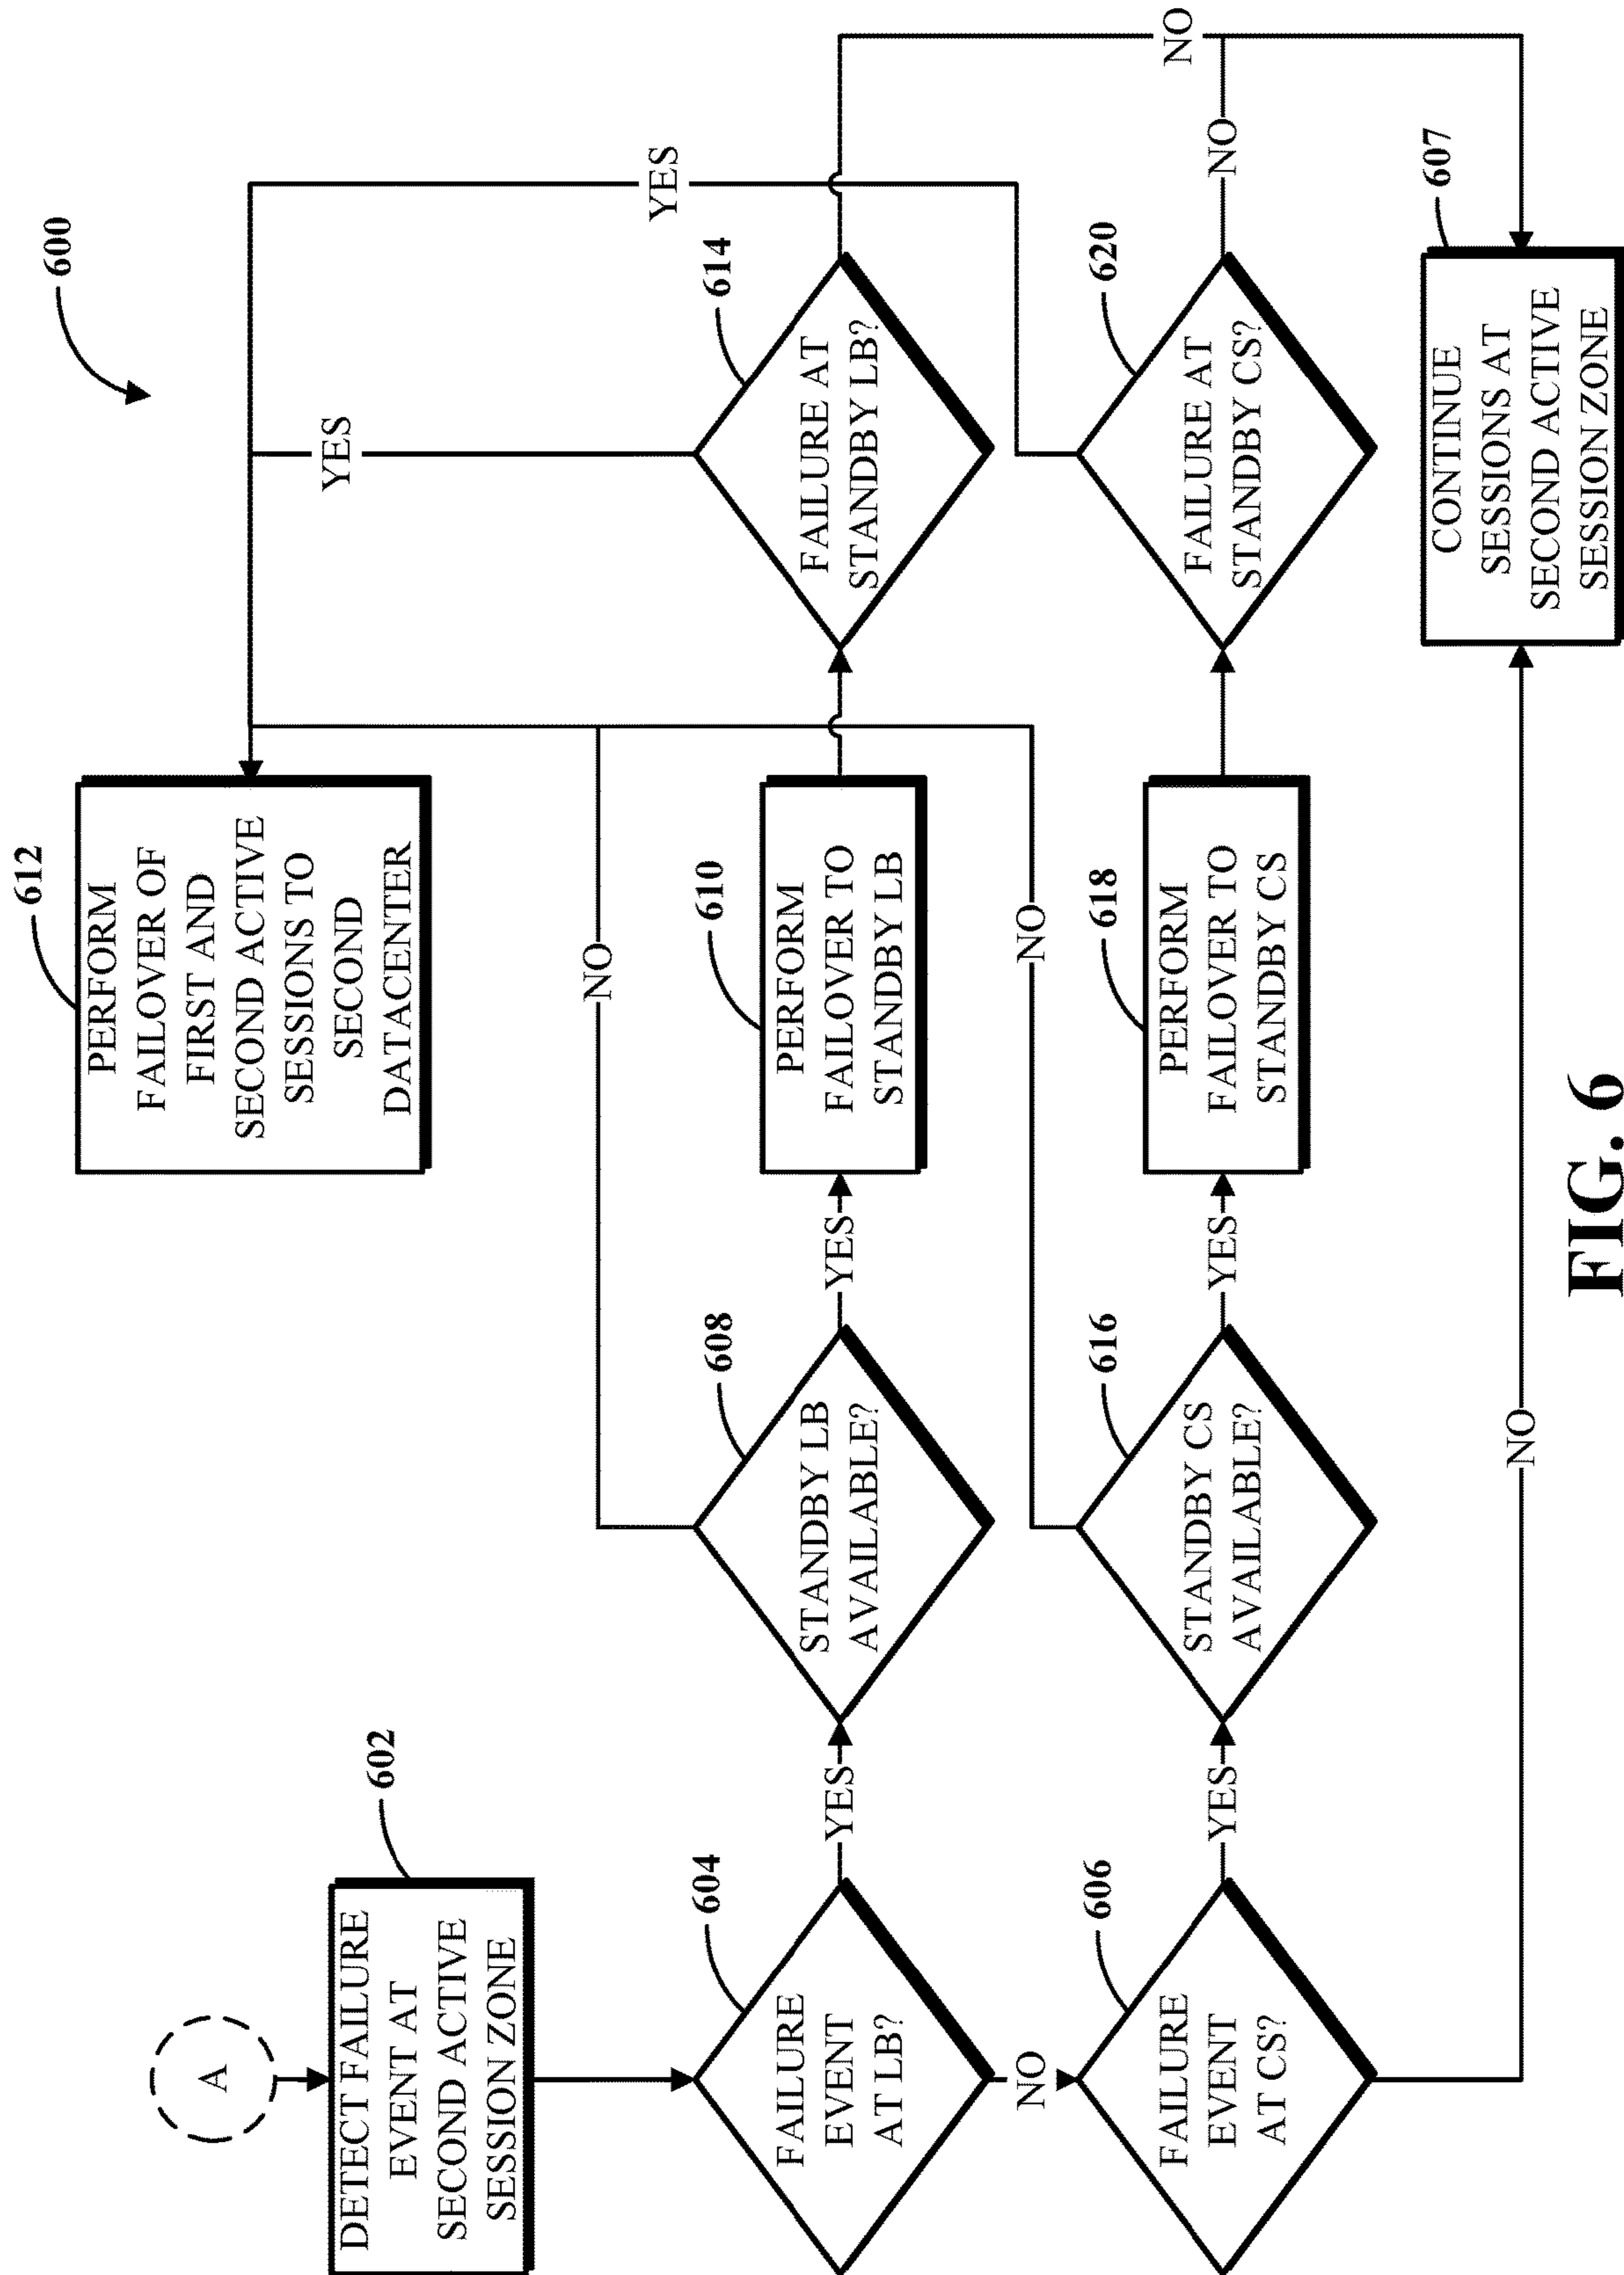 600
A
602
DETECT FAILURE
EVENT AT
SECOND ACTIVE
SESSION ZONE
612
PERFORM
FAILOVER OF
FIRST AND
SECOND ACTIVE
SESSIONS TO
SECOND
DATACENTER
YES
YES
NO
604
FAILURE
EVENT
AT LB?
YES
608
STANDBY LB
AVAILABLE?
YES
610
PERFORM
FAILOVER TO
STANDBY LB
614
FAILURE AT
STANDBY LB?
NO
NO
NO
606
FAILURE
EVENT
AT CS?
YES
616
STANDBY CS
AVAILABLE?
YES
618
PERFORM
FAILOVER TO
STANDBY CS
620
FAILURE AT
STANDBY CS?
NO
NO
607
CONTINUE
SESSIONS AT
SECOND ACTIVE
SESSION ZONE
FIG. 6